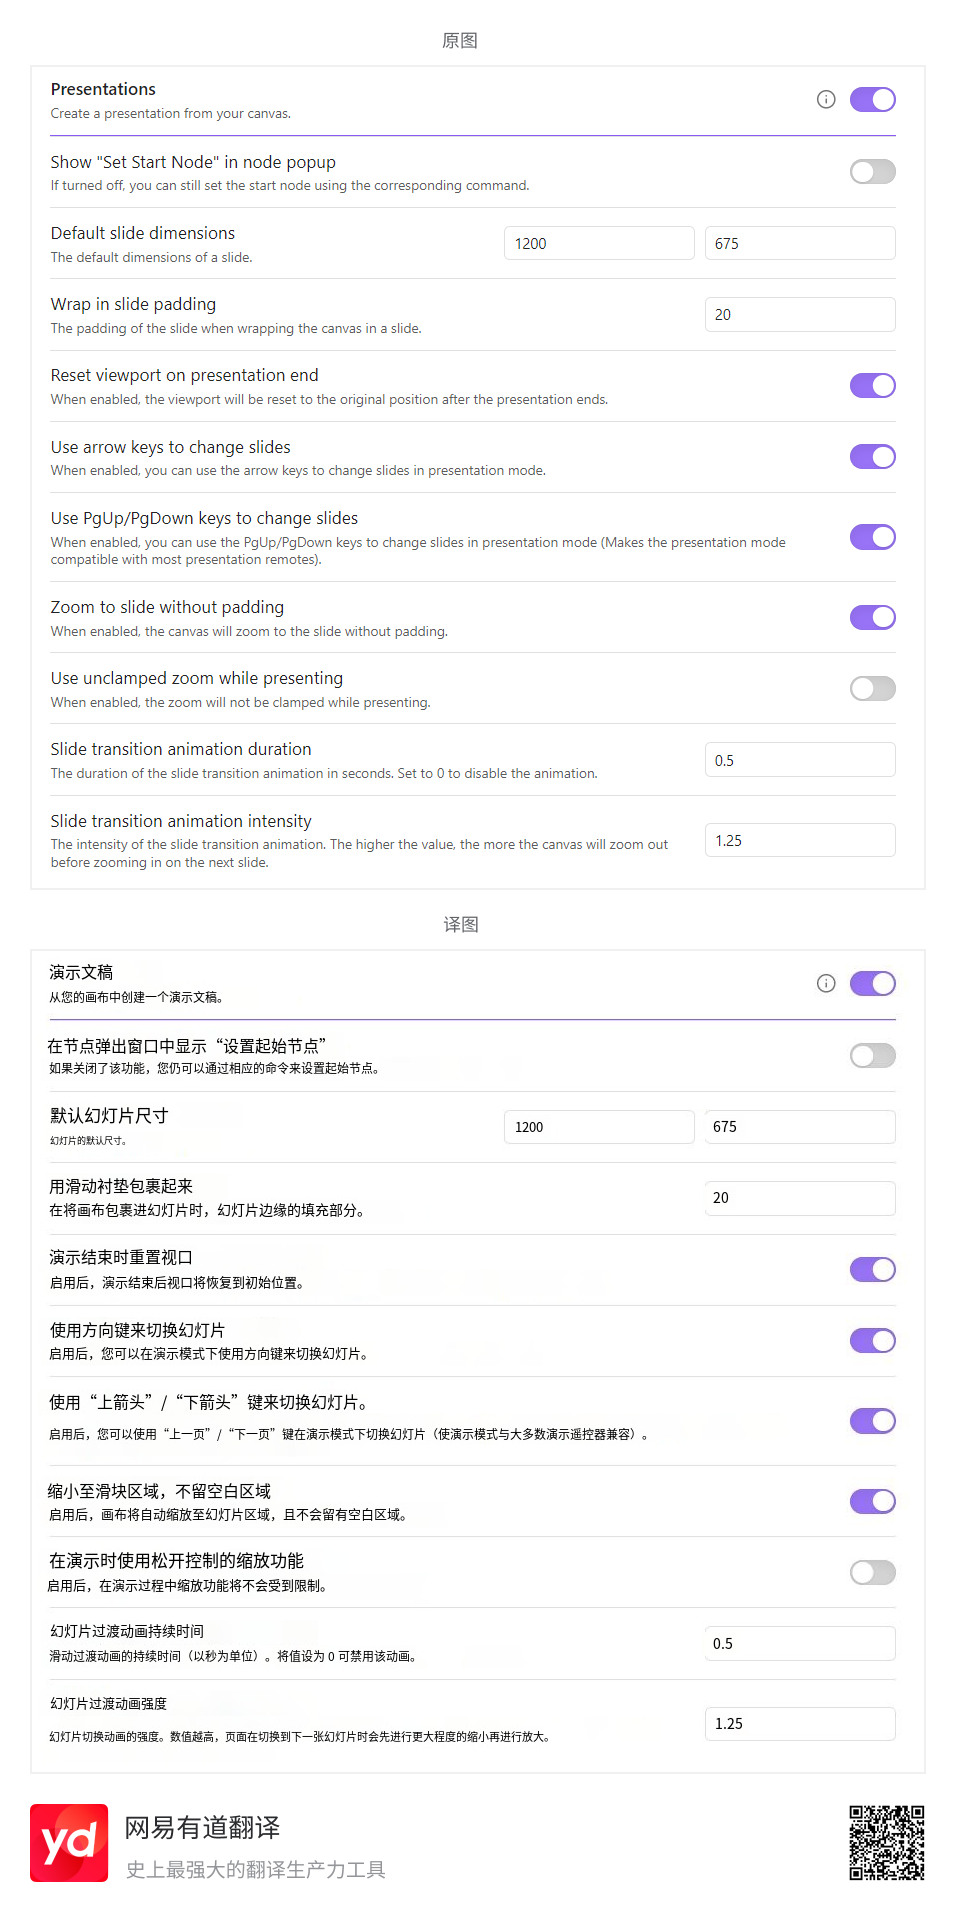 原图
Presentations
Create a presentation from your canvas.
Show "Set Start Node" in node popup
If turned off, you can still set the start node using the corresponding command.
Default slide dimensions
The default dimensions of a slide.
1200
675
Wrap in slide padding
The padding of the slide when wrapping the canvas in a slide.
20
Reset viewport on presentation end
When enabled, the viewport will be reset to the original position after the presentation ends.
Use arrow keys to change slides
When enabled, you can use the arrow keys to change slides in presentation mode.
Use PgUp/PgDown keys to change slides
When enabled, you can use the PgUp/PgDown keys to change slides in presentation mode (Makes the presentation mode
compatible with most presentation remotes).
Zoom to slide without padding
When enabled, the canvas will zoom to the slide without padding.
Use unclamped zoom while presenting
When enabled, the zoom will not be clamped while presenting.
Slide transition animation duration
The duration of the slide transition animation in seconds. Set to 0 to disable the animation.
0.5
Slide transition animation intensity
The intensity of the slide transition animation. The higher the value, the more the canvas will zoom out
before zooming in on the next slide.
1.25
译图
演示文稿
从您的画布中创建一个演示文稿。
在节点弹出窗口中显示“设置起始节点”
如果关闭了该功能，您仍可以通过相应的命令来设置起始节点。
默认幻灯片尺寸
幻灯片的默认尺寸。
1200
675
用滑动衬垫包裹起来
在将画布包裹进幻灯片时，幻灯片边缘的填充部分。
20
演示结束时重置视口
启用后，演示结束后视口将恢复到初始位置。
使用方向键来切换幻灯片
启用后，您可以在演示模式下使用方向键来切换幻灯片。
使用“上箭头”/“下箭头”键来切换幻灯片。
启用后，您可以使用“上一页”/“下一页”键在演示模式下切换幻灯片（使演示模式与大多数演示遥控器兼容）。
缩小至滑块区域，不留空白区域
启用后，画布将自动缩放至幻灯片区域，且不会留有空白区域。
在演示时使用松开控制的缩放功能
启用后，在演示过程中缩放功能将不会受到限制。
幻灯片过渡动画持续时间
滑动过渡动画的持续时间（以秒为单位）。将值设为 0 可禁用该动画。
0.5
幻灯片过渡动画强度
幻灯片切换动画的强度。数值越高，页面在切换到下一张幻灯片时会先进行更大程度的缩小再进行放大。
1.25
yd
网易有道翻译
史上最强大的翻译生产力工具